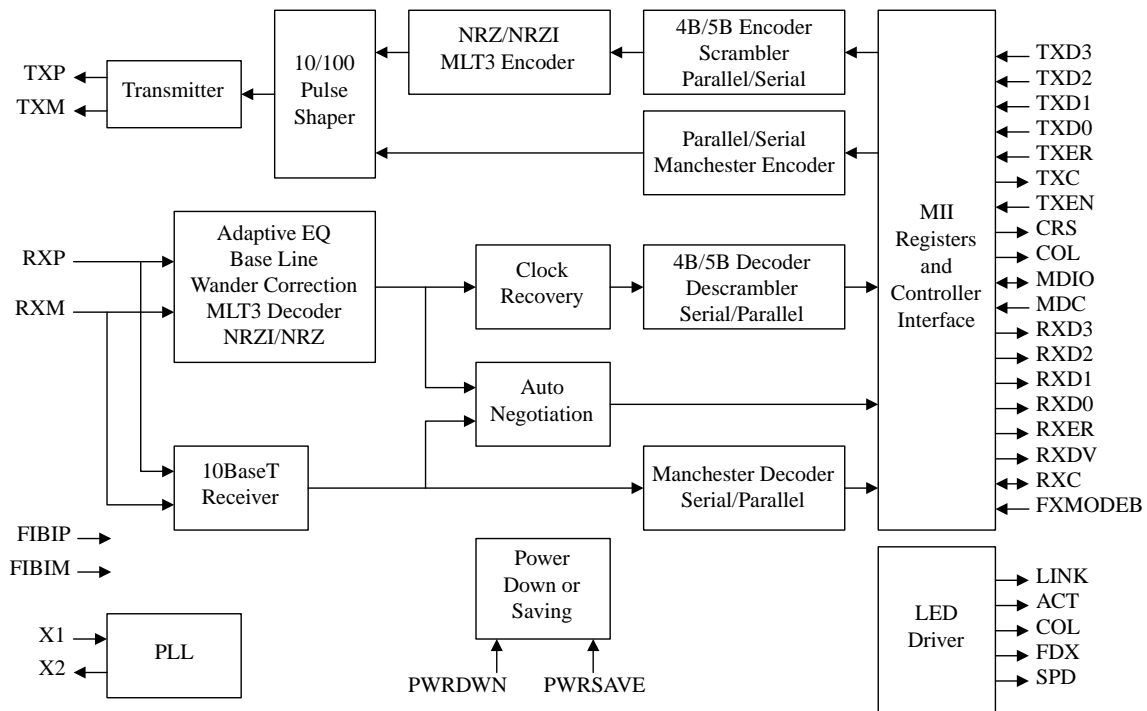 NRZ/NRZI
MLT3 Encoder
4B/5B Encoder
Scrambler
Parallel/Serial
10/100
Pulse
Shaper
TXP
TXM
Transmitter
Parallel/Serial
Manchester Encoder
TXD3
TXD2
TXD1
TXD0
TXER
TXC
TXEN
CRS
COL
MDIO
MDC
RXD3
RXD2
RXD1
RXD0
RXER
RXDV
RXC
FXMODEB
MII
Registers
and
Controller
Interface
RXP
RXM
Adaptive EQ
Base Line
Wander Correction
MLT3 Decoder
NRZI/NRZ
Clock
Recovery
4B/5B Decoder
Descrambler
Serial/Parallel
Auto
Negotiation
10BaseT
Receiver
Manchester Decoder
Serial/Parallel
FIBIP
FIBIM
Power
Down or
Saving
PWRDWN
PWRSAVE
X1
X2
PLL
LED
Driver
LINK
ACT
COL
FDX
SPD